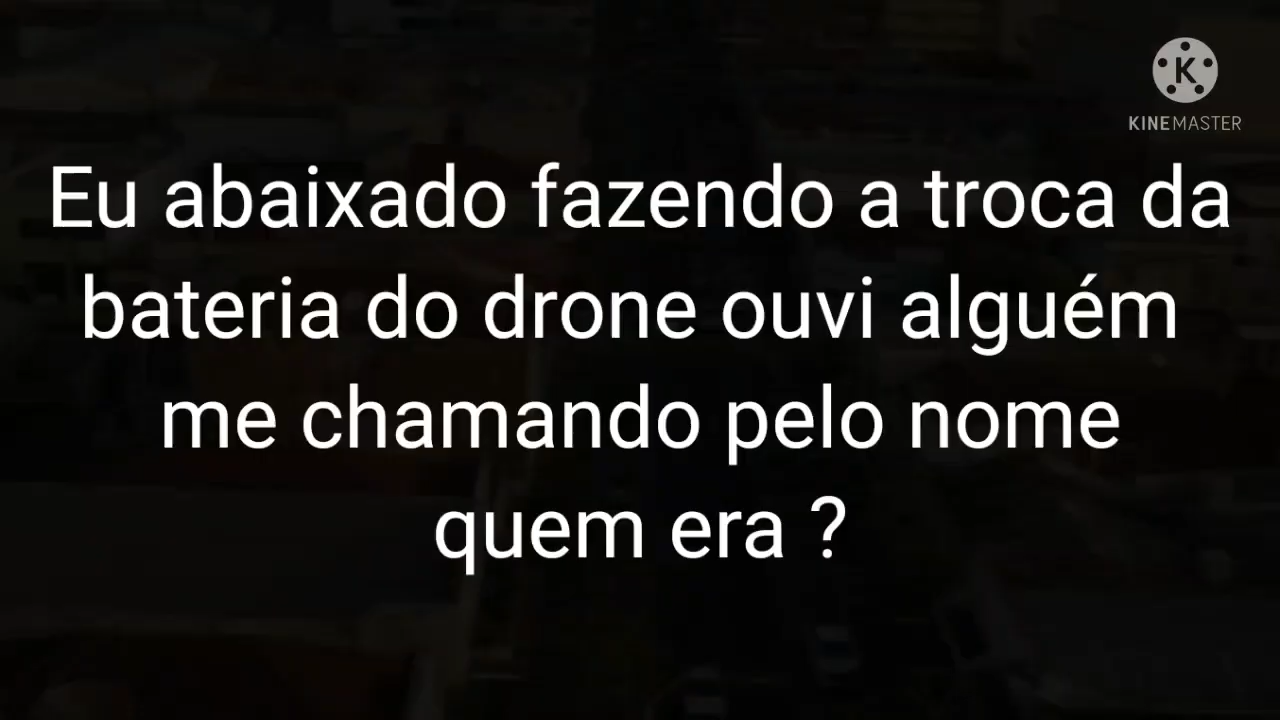 KINEMASTER
Eu abaixado fazendo a troca da
bateria do drone ouvi alguém
me chamando pelo nome
quem era ?